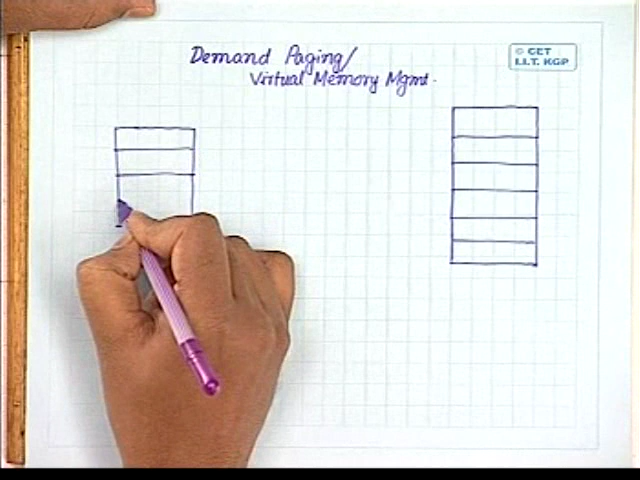 Demand Paging/
Virtual Memory Mgmt.
© CET
I.I.T. KGP